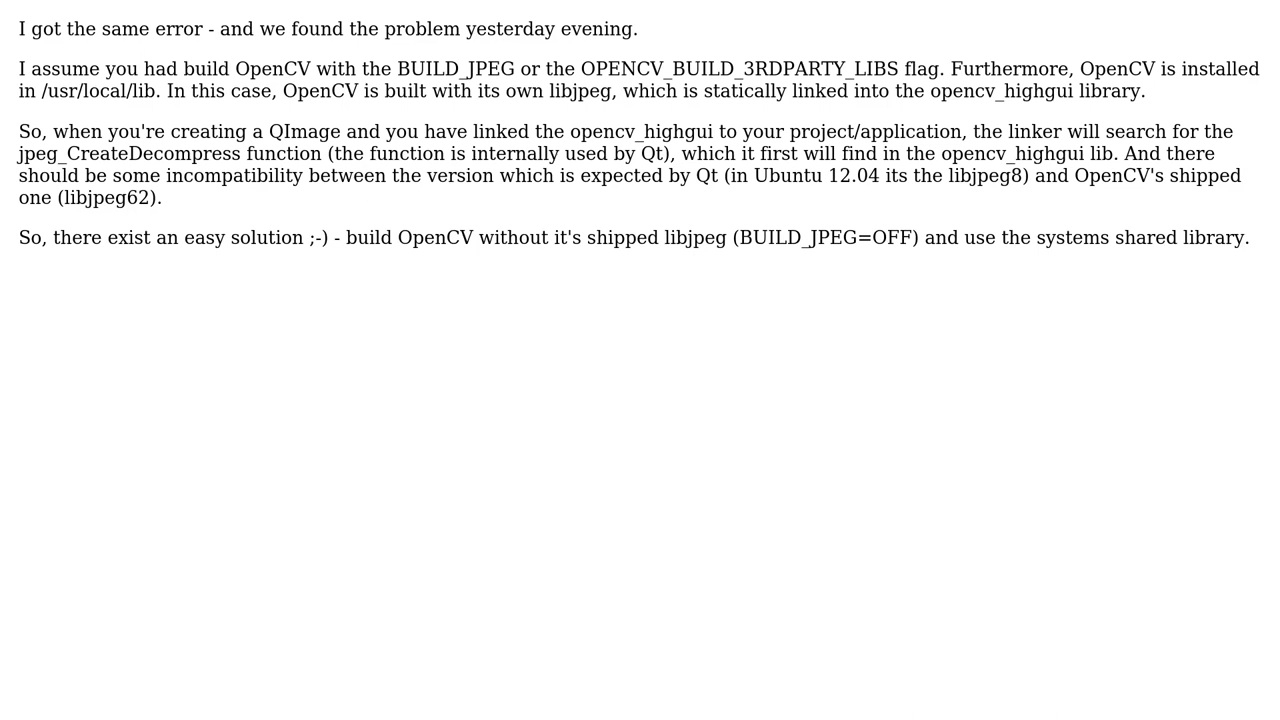 I got the same error - and we found the problem yesterday evening.
I assume you had build OpenCV with the BUILD_JPEG or the OPENCV_BUILD_3RDPARTY_LIBS flag. Furthermore, OpenCV is installed
in /usr/local/lib. In this case, OpenCV is built with its own libjpeg, which is statically linked into the opencv_highgui library.
So, when you're creating a QImage and you have linked the opencv_highgui to your project/application, the linker will search for the
jpeg_CreateDecompress function (the function is internally used by Qt), which it first will find in the opencv_highgui lib. And there
should be some incompatibility between the version which is expected by Qt (in Ubuntu 12.04 its the libjpeg8) and OpenCV's shipped
one (libjpeg62).
So, there exist an easy solution ;-) - build OpenCV without it's shipped libjpeg (BUILD_JPEG=OFF) and use the systems shared library.